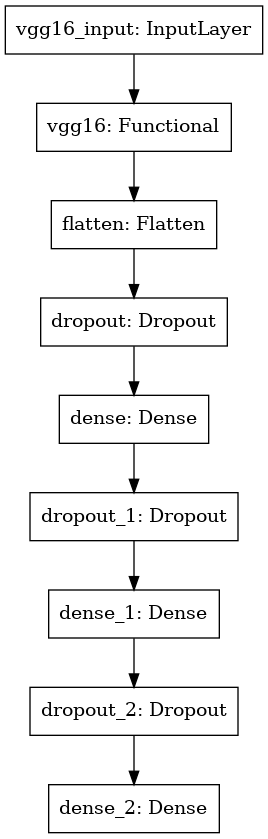 vgg16_input: InputLayer
vgg16: Functional
flatten: Flatten
dropout: Dropout
dense: Dense
dropout_1: Dropout
dense_1: Dense
dropout_2: Dropout
dense_2: Dense